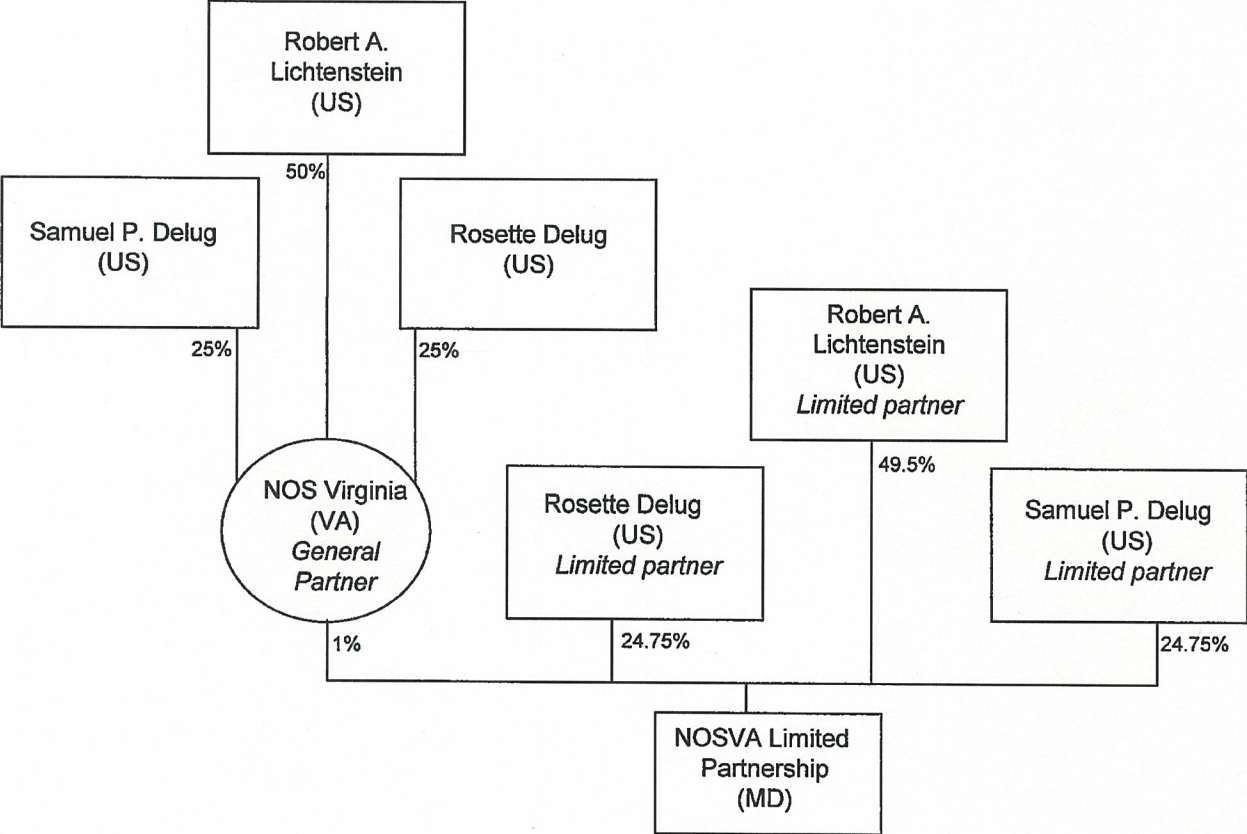 Robert A.
Lichtenstein
(US)
50%
Samuel P. Delug
(US)
25%
Rosette Delug
(US)
25%
NOS Virginia
(VA)
General
Partner
1%
Rosette Delug
(US)
Limited partner
24.75%
Robert A.
Lichtenstein
(US)
Limited partner
49.5%
Samuel P. Delug
(US)
Limited partner
24.75%
NOSVA Limited
Partnership
(MD)